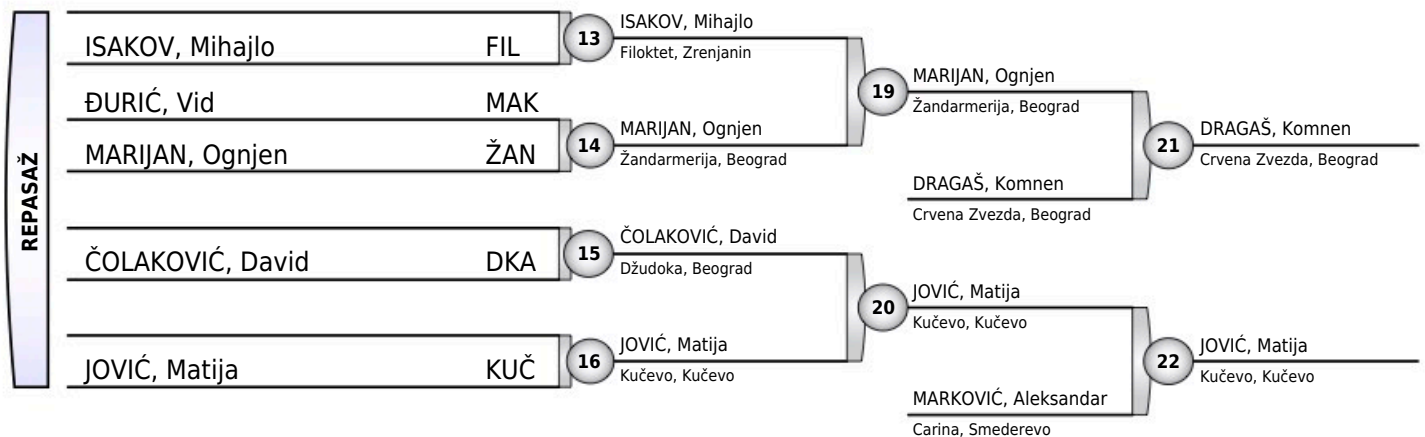 REPASAŽ
ISAKOV, Mihajlo FIL
ĐURIĆ, Vid MAK
MARIJAN, Ognjen ŽAN
ČOLAKOVIĆ, David DKA
JOVIĆ, Matija KUČ
13
ISAKOV, Mihajlo
Filoktet, Zrenjanin
14
MARIJAN, Ognjen
Žandarmerija, Beograd
15
ČOLAKOVIĆ, David
Džudoka, Beograd
16
JOVIĆ, Matija
Kučevo, Kučevo
19
MARIJAN, Ognjen
Žandarmerija, Beograd
DRAGAŠ, Komnen
Crvena Zvezda, Beograd
20
JOVIĆ, Matija
Kučevo, Kučevo
MARKOVIĆ, Aleksandar
Carina, Smederevo
21
DRAGAŠ, Komnen
Crvena Zvezda, Beograd
22
JOVIĆ, Matija
Kučevo, Kučevo